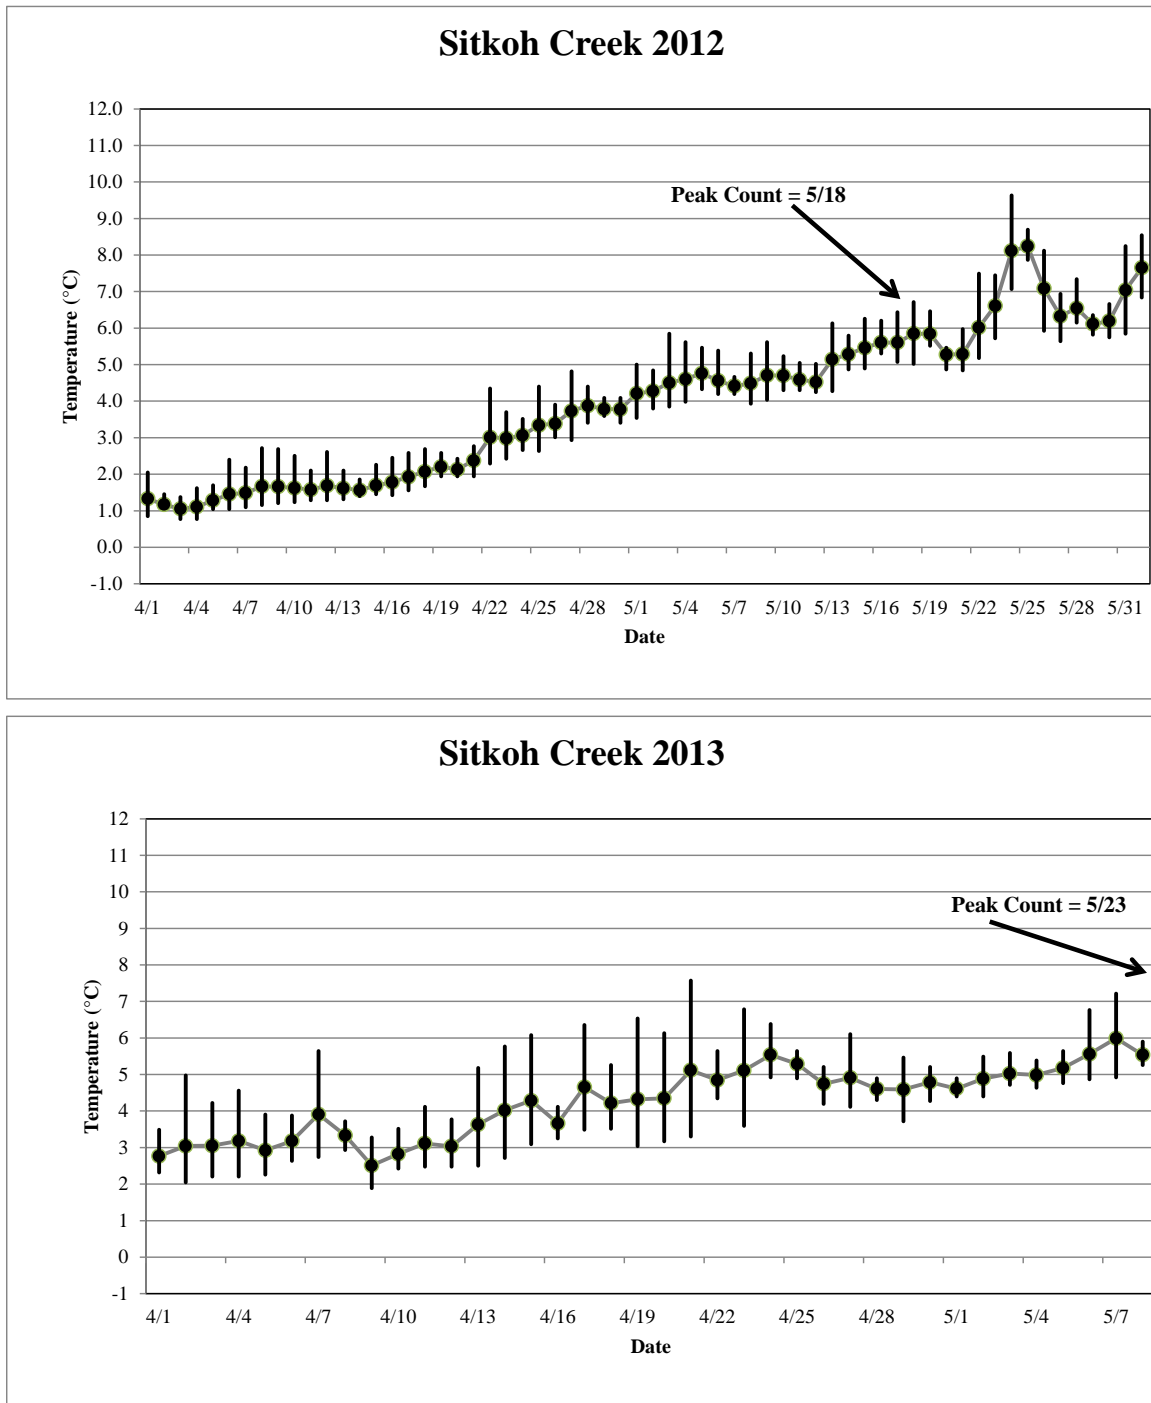 Sitkoh Creek 2012
12.0
11.0
10.0
Peak Count = 5/18
9.0
8.0
7.0
6.0
5.0
4.0
3.0
2.0
1.0
0.0
-1.0
Temperature (°C)
4/1 4/4 4/7 4/10 4/13 4/16 4/19 4/22 4/25 4/28 5/1 5/4 5/7 5/10 5/13 5/16 5/19 5/22 5/25 5/28 5/31
Date
Sitkoh Creek 2013
12
11
10
Peak Count = 5/23
9
8
7
6
5
4
3
2
1
0
-1
Temperature (°C)
4/1 4/4 4/7 4/10 4/13 4/16 4/19 4/22 4/25 4/28 5/1 5/4 5/7
Date